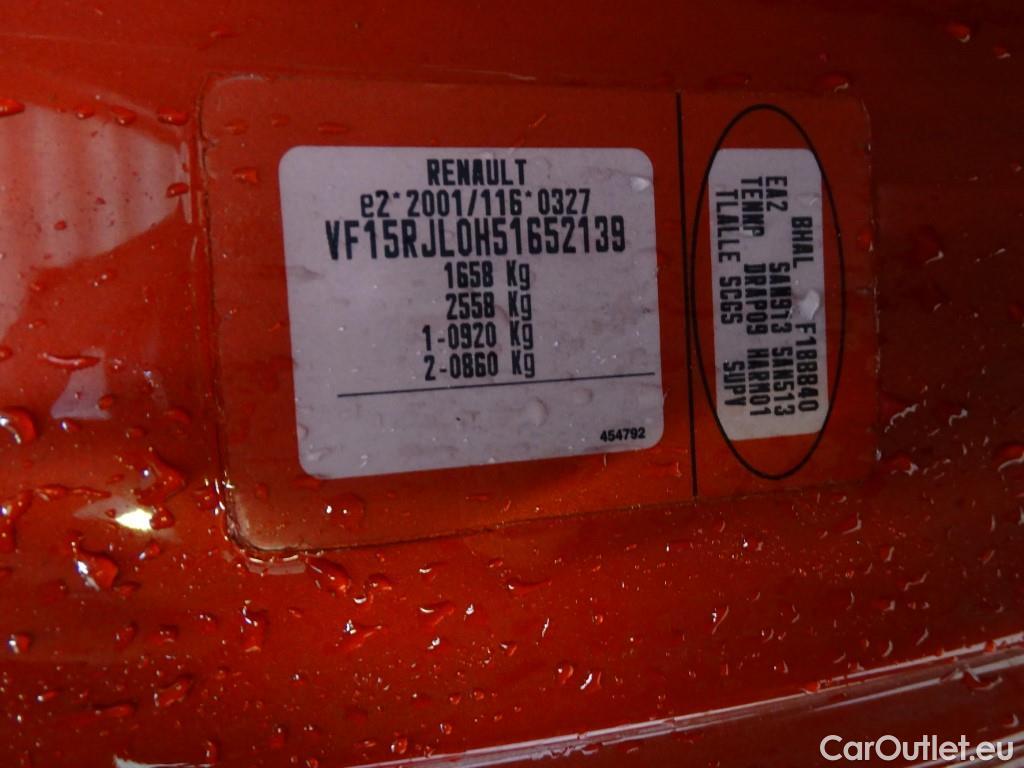 RENAULT
e2*2001/116*0327
VF15RJL0H51652139
1658 Kg
2558 Kg
1-0920 Kg
2-0860 Kg
454792
BHAL F188840
EA2 SAN913 SAN513
TENNP DRAP09 HARM01
TLALLE SCGS SUPV
CarOutlet.eu